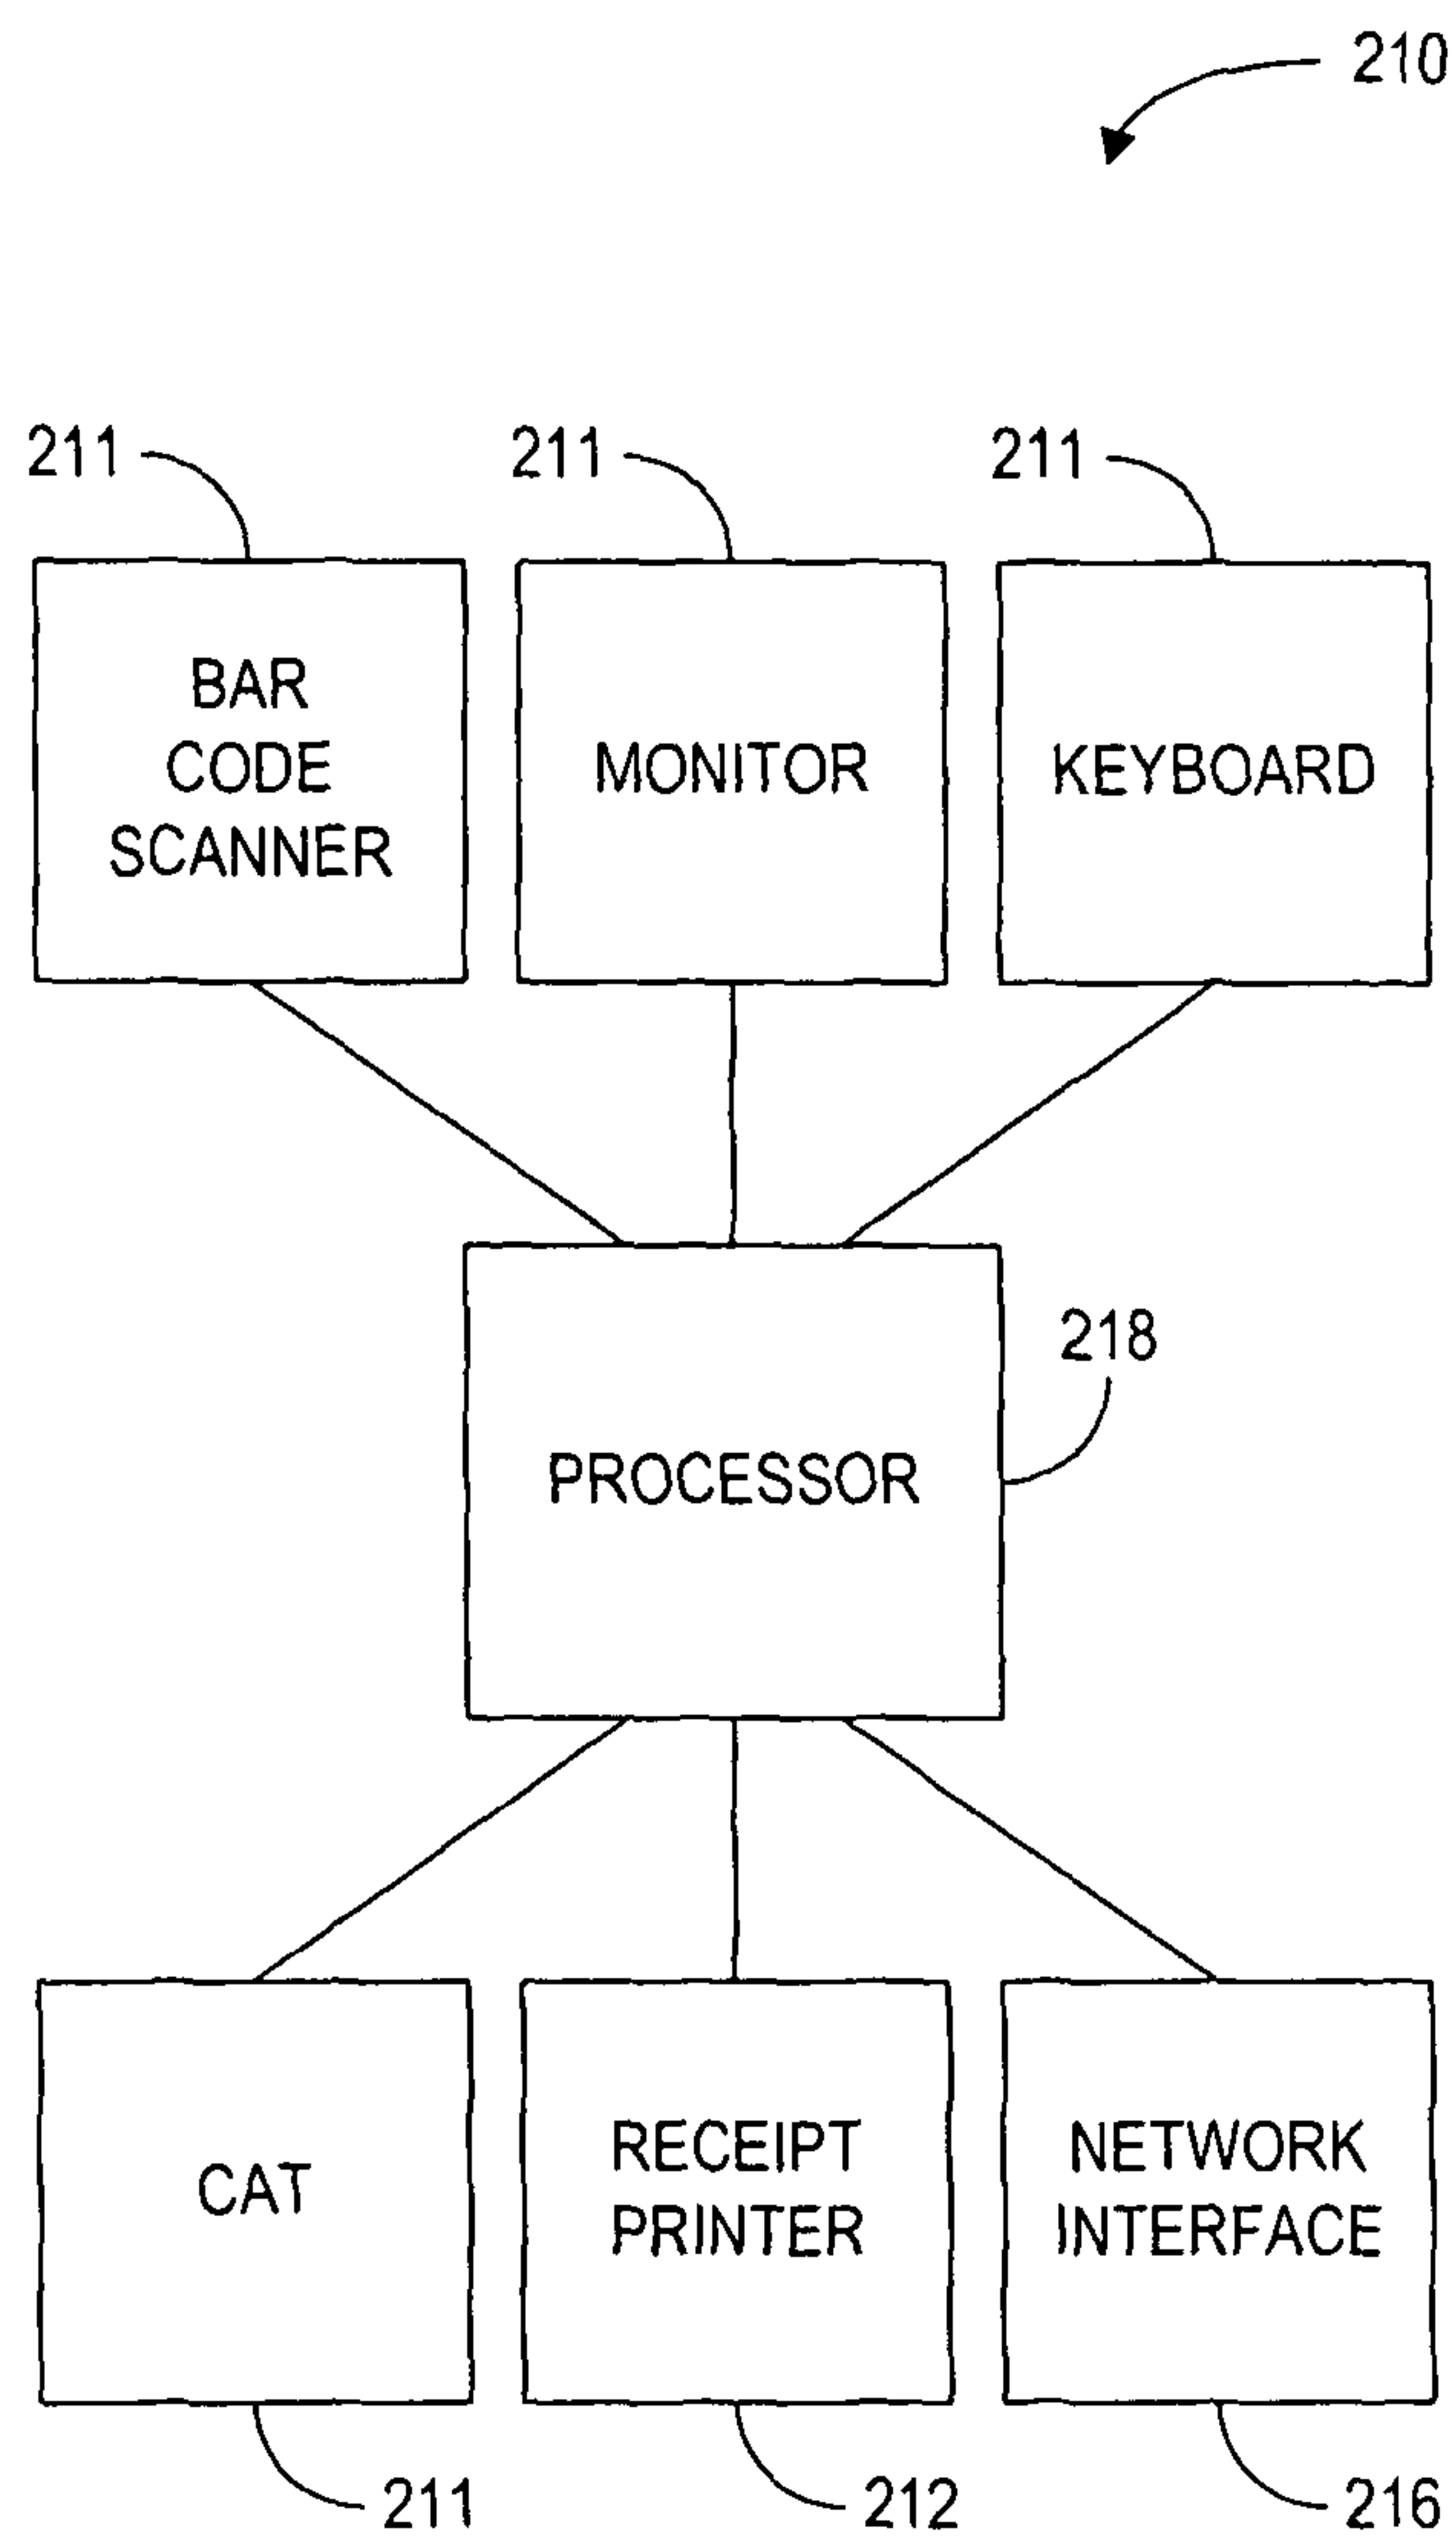 210
211
211
211
BAR
CODE
SCANNER
MONITOR
KEYBOARD
218
PROCESSOR
CAT
RECEIPT
PRINTER
NETWORK
INTERFACE
211
212
216